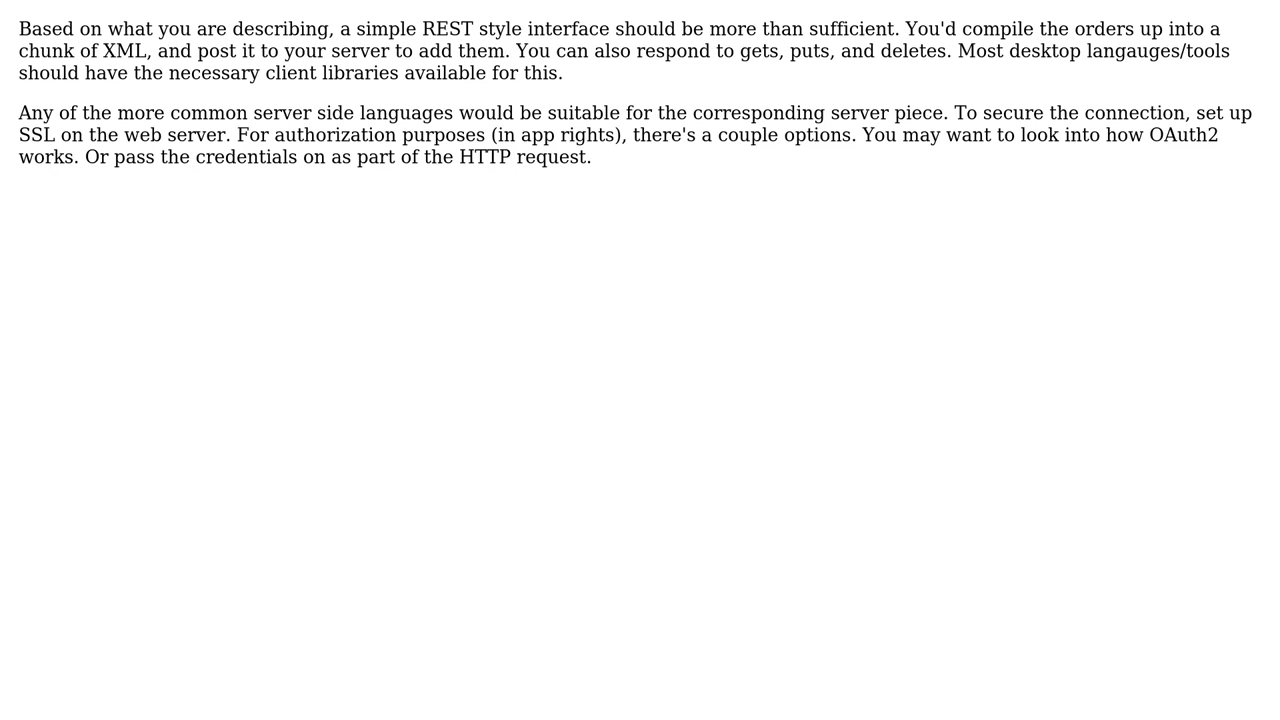 Based on what you are describing, a simple REST style interface should be more than sufficient. You'd compile the orders up into a
chunk of XML, and post it to your server to add them. You can also respond to gets, puts, and deletes. Most desktop langauges/tools
should have the necessary client libraries available for this.
Any of the more common server side languages would be suitable for the corresponding server piece. To secure the connection, set up
SSL on the web server. For authorization purposes (in app rights), there's a couple options. You may want to look into how OAuth2
works. Or pass the credentials on as part of the HTTP request.